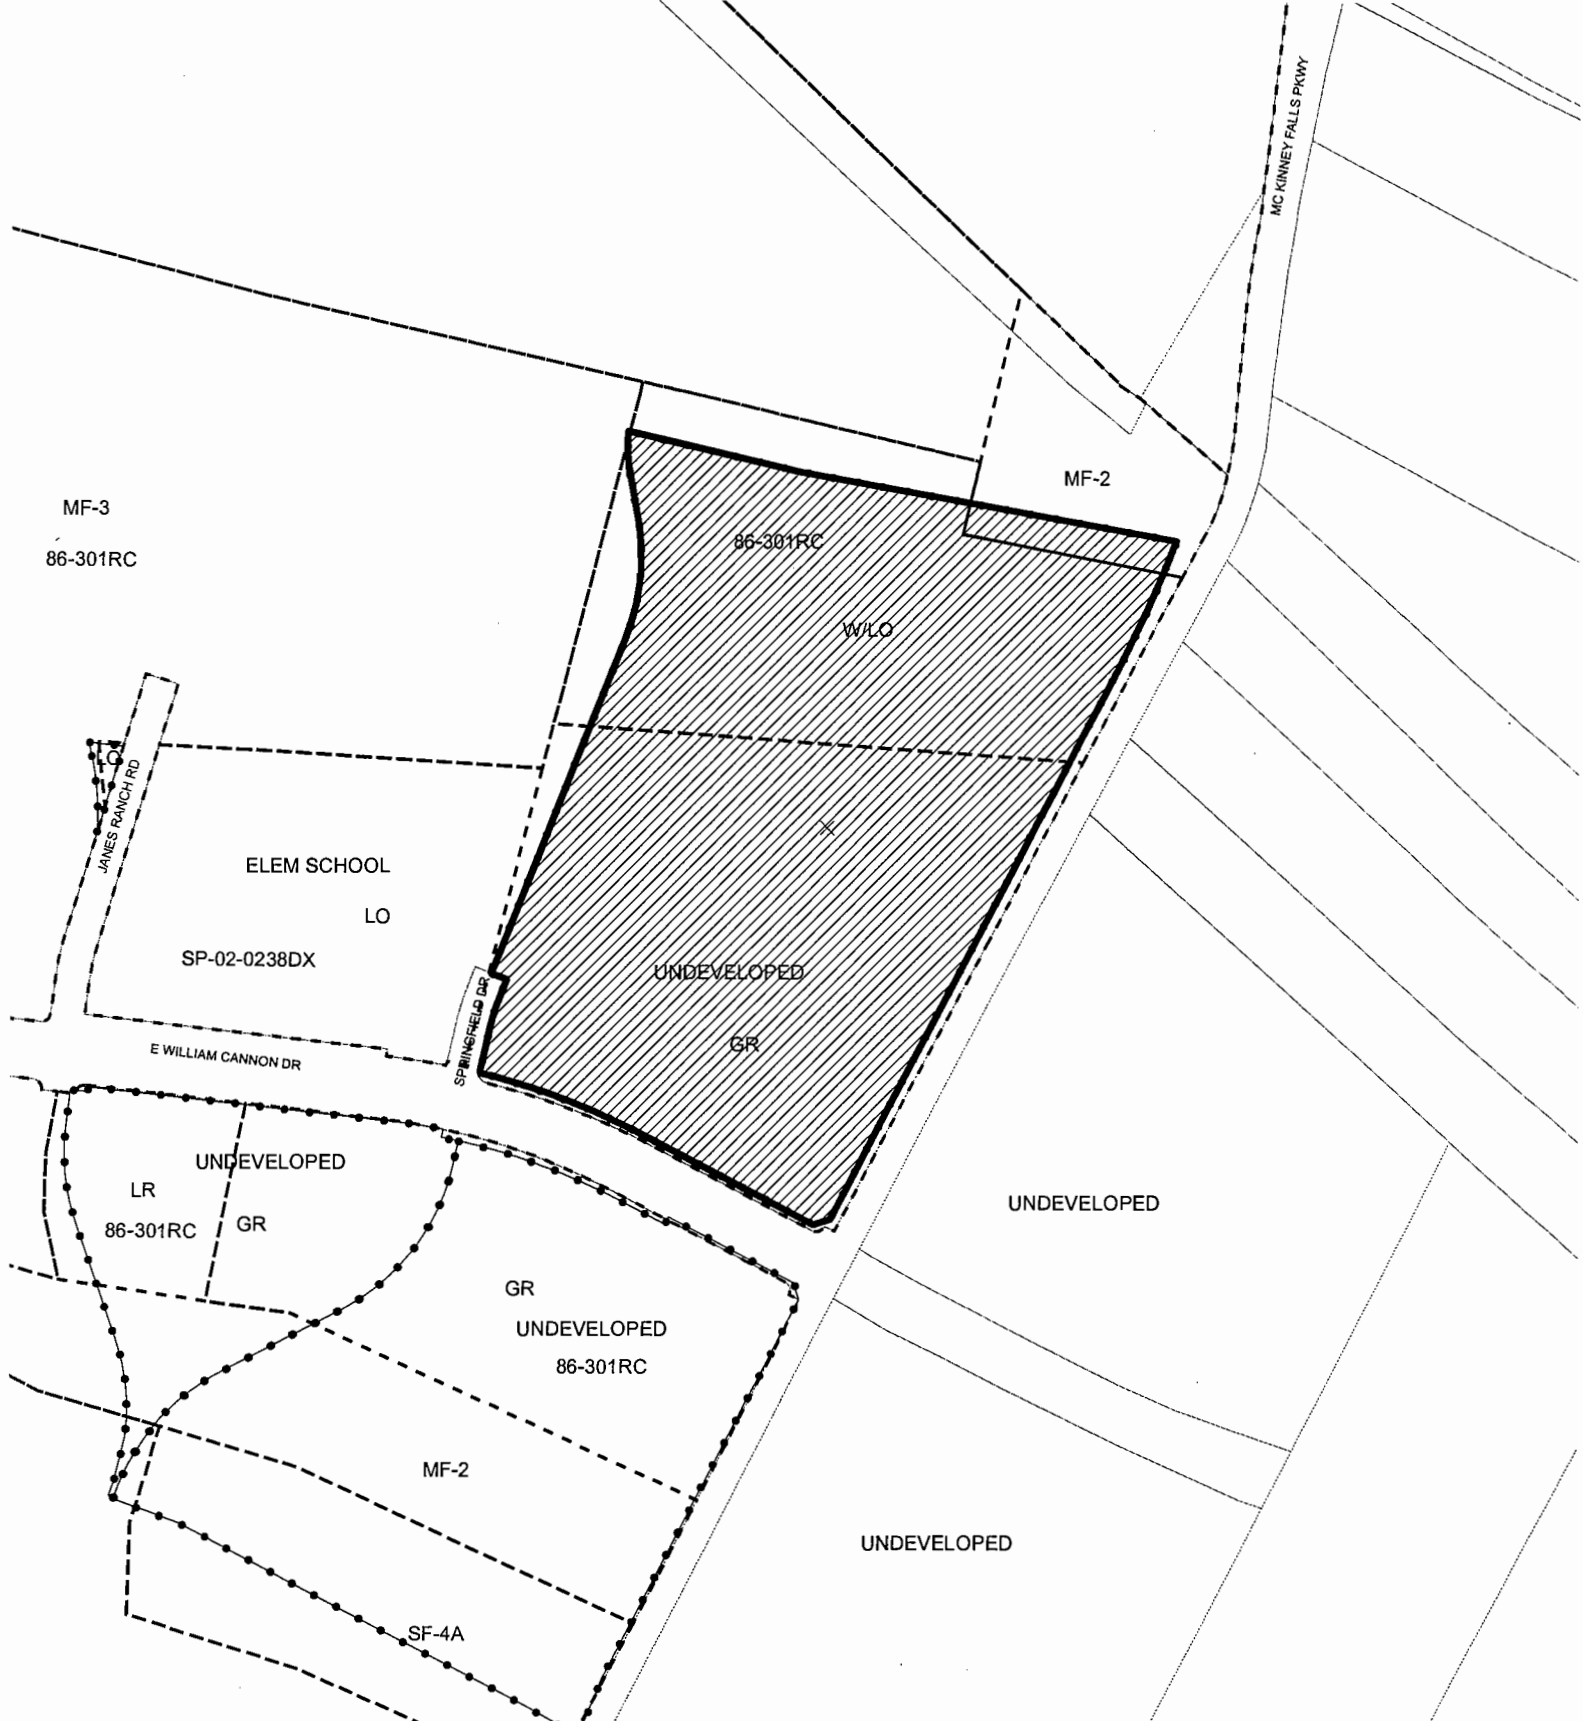 MC KINNEY FALLS PKWY
MF-2
MF-3
86-301RC
86-301RC
W/LO
LO
JANES RANCH RD
ELEM SCHOOL
LO
SP-02-0238DX
UNDEVELOPED
SPRINGFIELD DR
GR
E WILLIAM CANNON DR
UNDEVELOPED
LR
86-301RC
GR
UNDEVELOPED
GR
UNDEVELOPED
86-301RC
MF-2
UNDEVELOPED
SF-4A